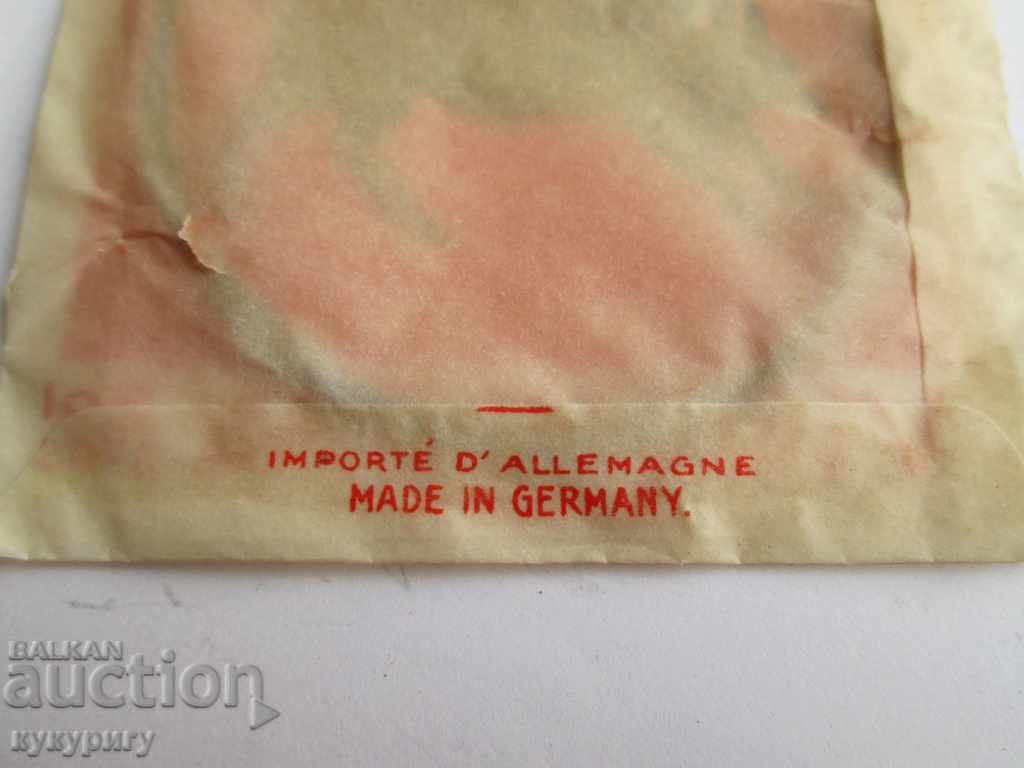 IMPORTÉ D'ALLEMAGNE
MADE IN GERMANY.
BALKAN
auction
кукуригу